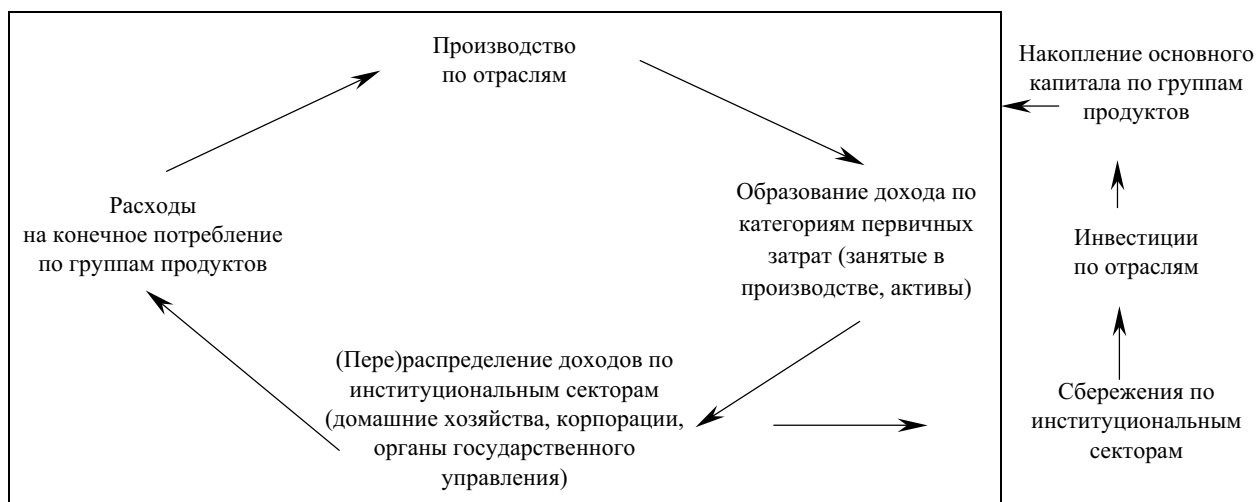 Производство
по отраслям
Накопление основного
капитала по группам
продуктов
Расходы
на конечное потребление
по группам продуктов
Образование дохода по
категориям первичных
затрат (занятые в
производстве, активы)
Инвестиции
по отраслям
(Пере)распределение доходов по
институциональным секторам
(домашние хозяйства, корпорации,
органы государственного
управления)
Сбережения по
институциональным
секторам